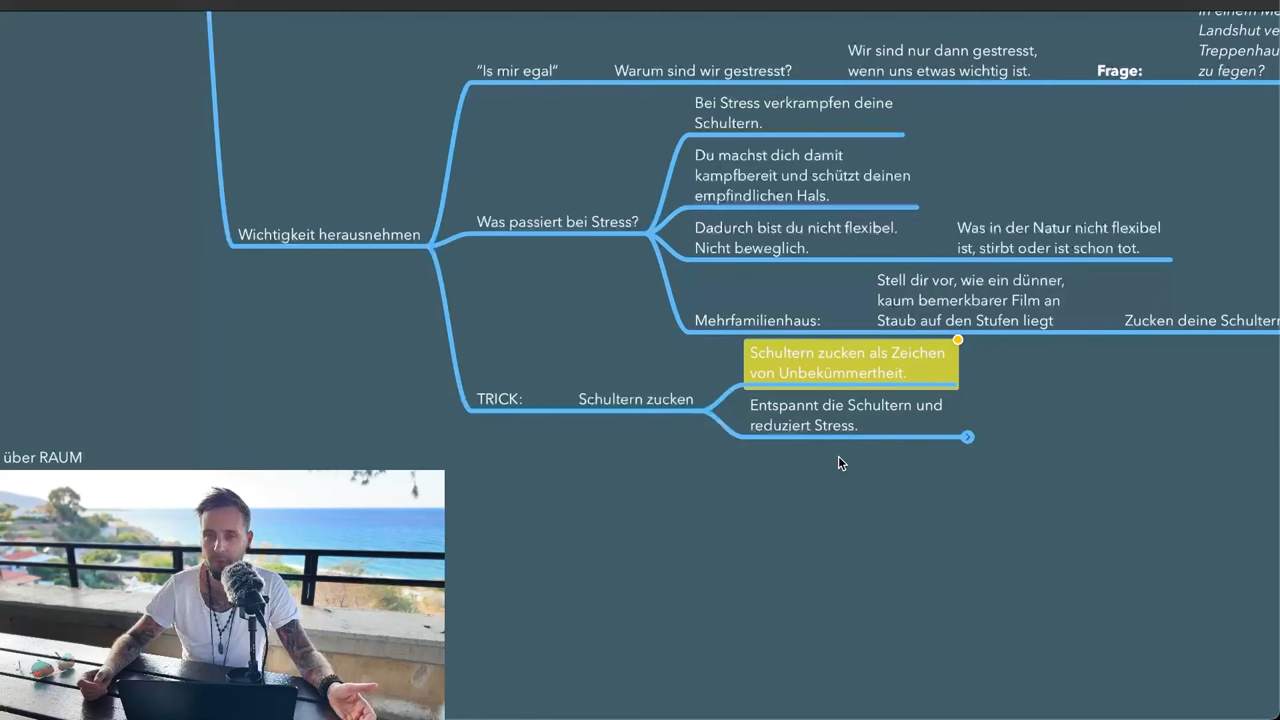 in einem Me
Landshut ve
Treppenhau
zu fegen?
"Is mir egal"
Warum sind wir gestresst?
Wir sind nur dann gestresst,
wenn uns etwas wichtig ist.
Frage:
Bei Stress verkrampfen deine
Schultern.
Du machst dich damit
kampfbereit und schützt deinen
empfindlichen Hals.
Was passiert bei Stress?
Wichtigkeit herausnehmen
Dadurch bist du nicht flexibel.
Nicht beweglich.
Was in der Natur nicht flexibel
ist, stirbt oder ist schon tot.
Mehrfamilienhaus:
Stell dir vor, wie ein dünner,
kaum bemerkbarer Film an
Staub auf den Stufen liegt
Zucken deine Schultern
TRICK:
Schultern zucken
Schultern zucken als Zeichen
von Unbekümmertheit.
Entspannt die Schultern und
reduziert Stress.
über RAUM